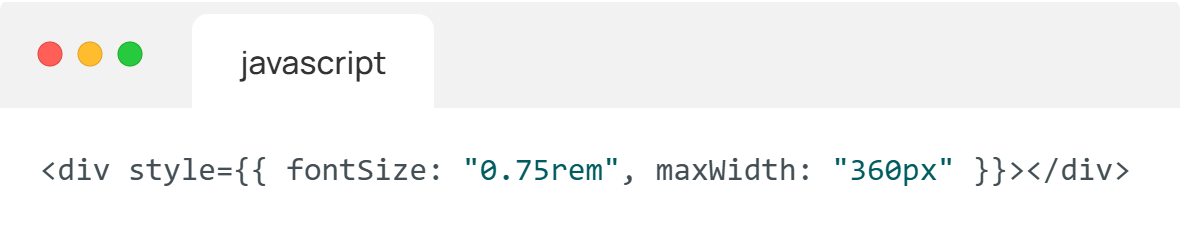 javascript
<div style={{ fontSize: "0.75rem", maxWidth: "360px" }}></div>